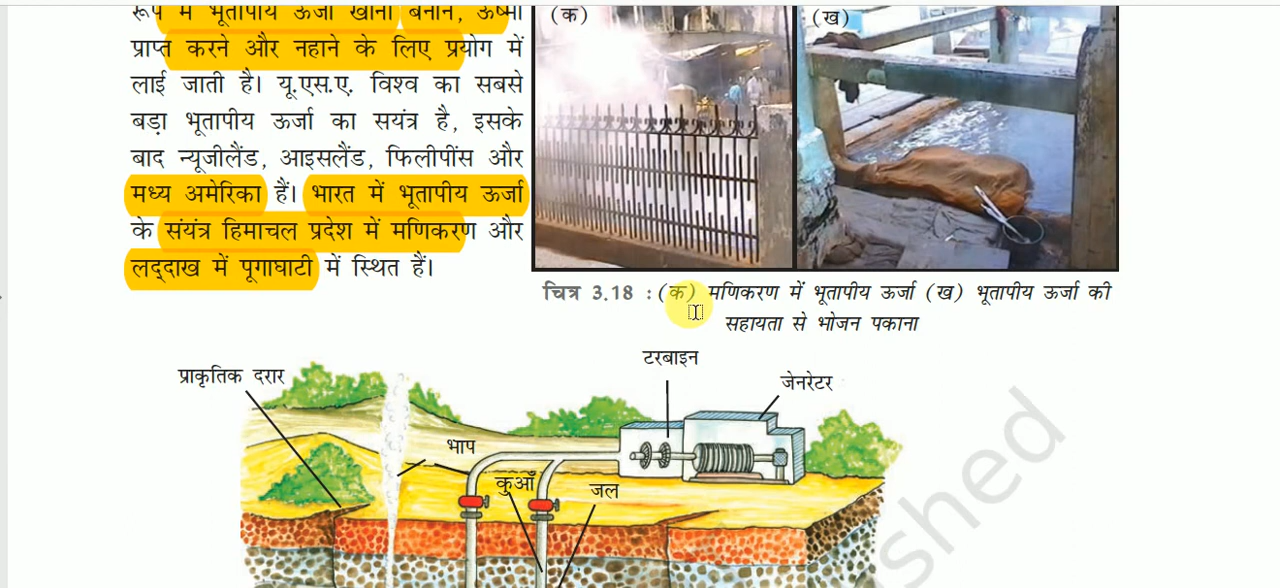 रूप में भूतापीय ऊर्जा खाना बनाने, ऊष्मा
प्राप्त करने और नहाने के लिए प्रयोग में
लाई जाती है। यू.एस.ए. विश्व का सबसे
बड़ा भूतापीय ऊर्जा का सयंत्र है, इसके
बाद न्यूजीलैंड, आइसलैंड, फिलीपींस और
मध्य अमेरिका हैं। भारत में भूतापीय ऊर्जा
के संयंत्र हिमाचल प्रदेश में मणिकरण और
लद्दाख में पूगाघाटी में स्थित हैं।
(क)
(ख)
चित्र 3.18 : (क) मणिकरण में भूतापीय ऊर्जा (ख) भूतापीय ऊर्जा की
सहायता से भोजन पकाना
टरबाइन
प्राकृतिक दरार
जेनरेटर
भाप
कुआँ
जल